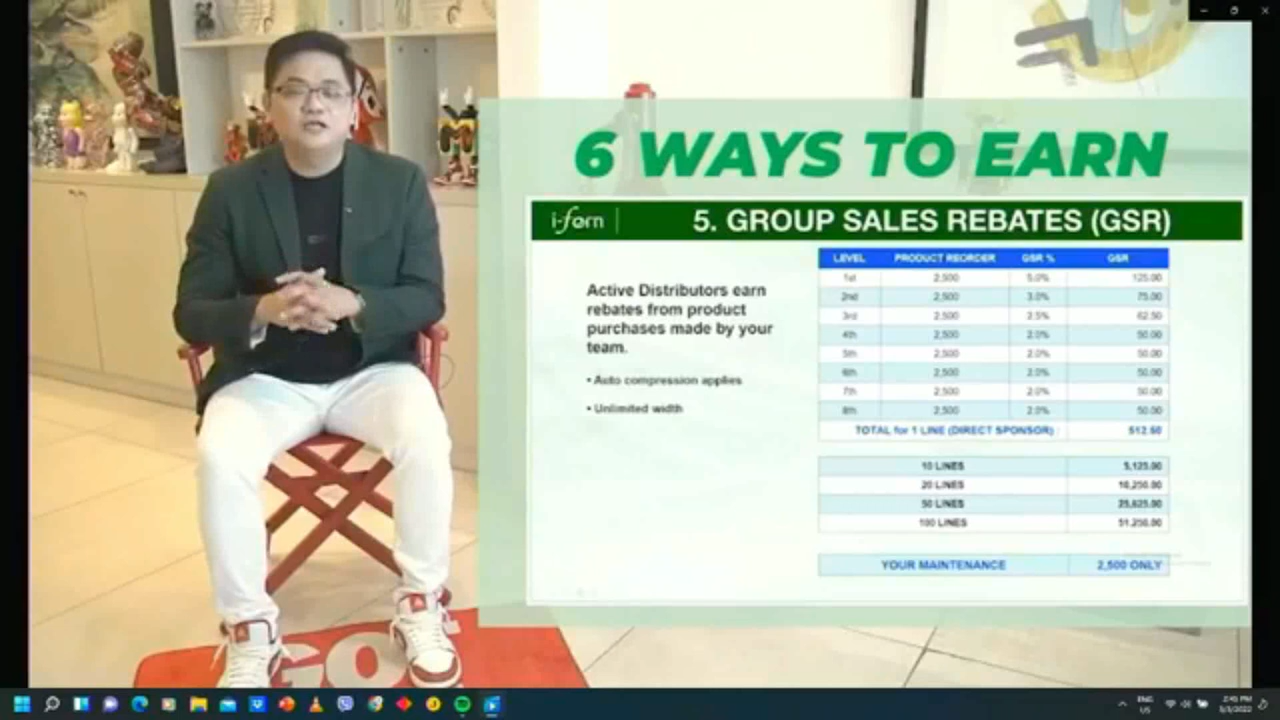 6 WAYS TO EARN
i-fern
5. GROUP SALES REBATES (GSR)
Active Distributors earn
rebates from product
purchases made by your
team.
• Auto compression applies
• Unlimited width
LEVEL PRODUCT REORDER GSR % GSR
1st 2,500 5.0% 125.00
2nd 2,500 3.0% 75.00
3rd 2,500 2.5% 62.50
4th 2,500 2.0% 50.00
5th 2,500 2.0% 50.00
6th 2,500 2.0% 50.00
7th 2,500 2.0% 50.00
8th 2,500 2.0% 50.00
TOTAL for 1 LINE (DIRECT SPONSOR) : 512.50
10 LINES 5,125.00
20 LINES 10,250.00
50 LINES 25,625.00
100 LINES 51,250.00
YOUR MAINTENANCE 2,500 ONLY
GO!
ENG
US
2:45 PM